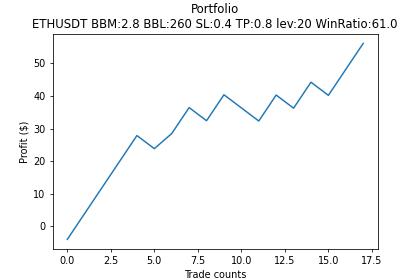 Portfolio
ETHUSDT BBM:2.8 BBL:260 SL:0.4 TP:0.8 lev:20 WinRatio:61.0
50
40
30
20
10
0
Profit ($)
0.0 2.5 5.0 7.5 10.0 12.5 15.0 17.5
Trade counts